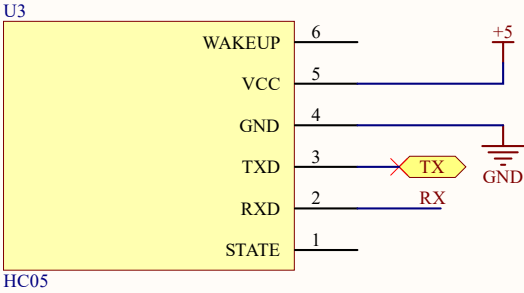 U3
WAKEUP 6 +5
VCC 5
GND 4
TXD 3 TX GND
RXD 2 RX
STATE 1
HC05